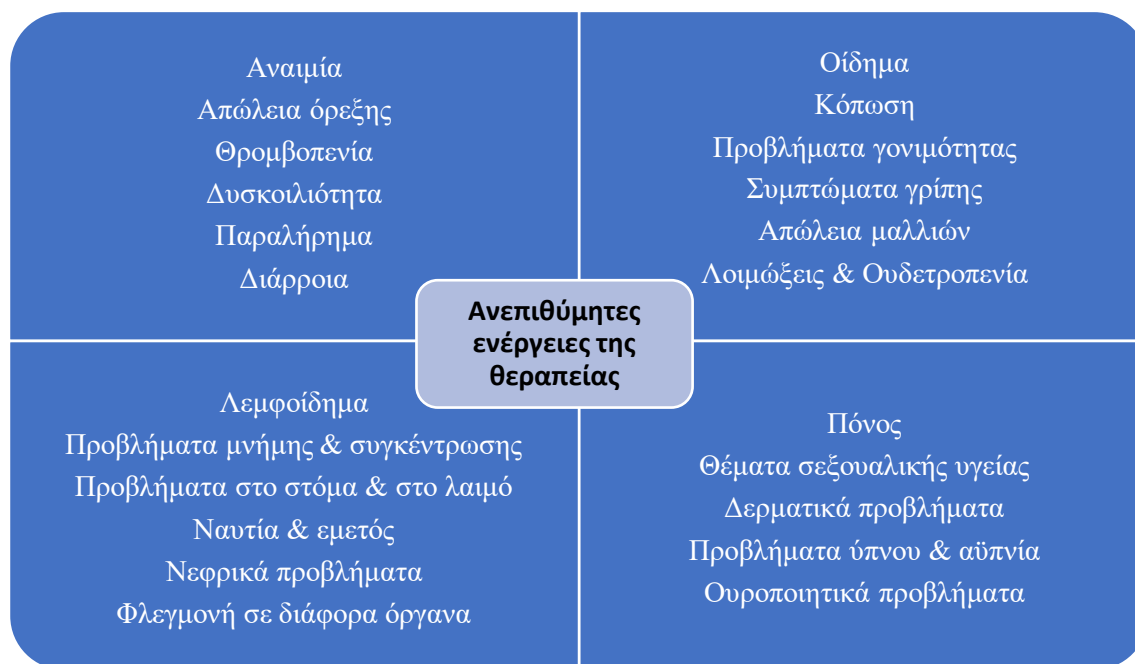 Αναιμία
Απώλεια όρεξης
Θρομβοπενία
Δυσκοιλιότητα
Παραλήρημα
Διάρροια
Οίδημα
Κόπωση
Προβλήματα γονιμότητας
Συμπτώματα γρίπης
Απώλεια μαλλιών
Λοιμώξεις & Ουδετροπενία
Ανεπιθύμητες
ενέργειες της
θεραπείας
Λεμφοίδημα
Προβλήματα μνήμης & συγκέντρωσης
Προβλήματα στο στόμα & στο λαιμό
Ναυτία & εμετός
Νεφρικά προβλήματα
Φλεγμονή σε διάφορα όργανα
Πόνος
Θέματα σεξουαλικής υγείας
Δερματικά προβλήματα
Προβλήματα ύπνου & αϋπνία
Ουροποιητικά προβλήματα